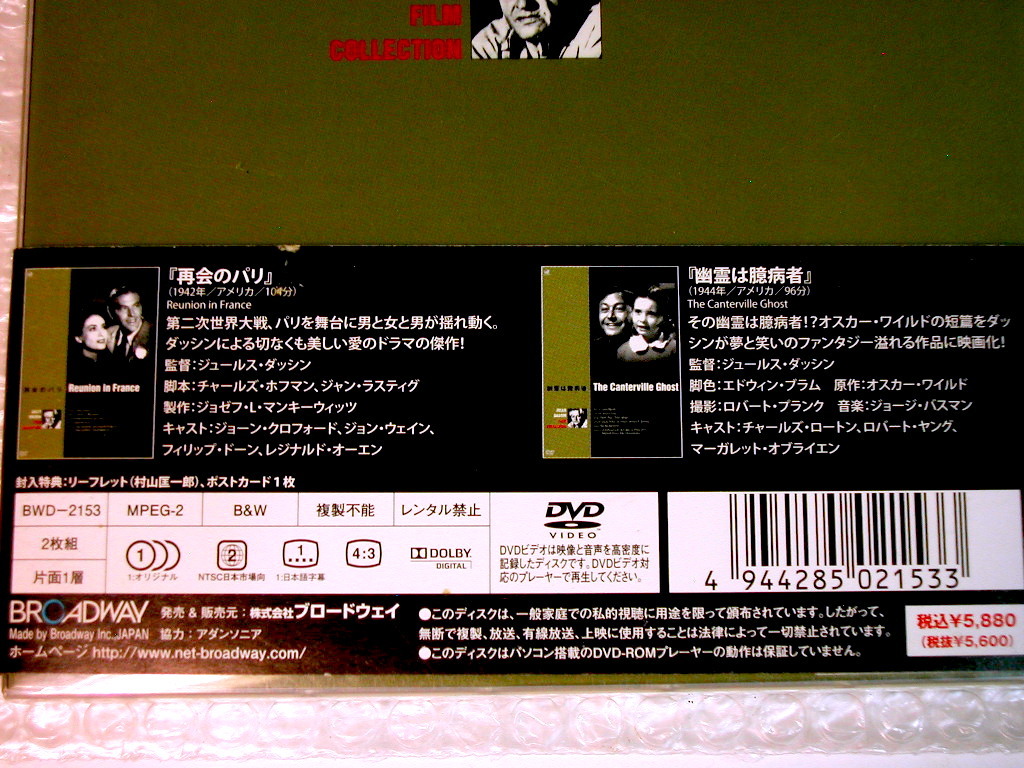 FILM
COLLECTION
『再会のパリ』
(1942年/アメリカ/104分)
Reunion in France
第二次世界大戦、パリを舞台に男と女と男が揺れ動く。
ダッシンによる切なくも美しい愛のドラマの傑作!
監督:ジュールス・ダッシン
脚本:チャールズ・ホフマン、ジャン・ラスティグ
製作:ジョゼフ・L・マンキーウィッツ
キャスト:ジョーン・クロフォード、ジョン・ウェイン、
フィリップ・ドーン、レジナルド・オーエン
再会のパリ
Reunion in France
『幽霊は臆病者』
(1944年/アメリカ/96分)
The Canterville Ghost
その幽霊は臆病者!?オスカー・ワイルドの短篇をダッ
シンが夢と笑いのファンタジー溢れる作品に映画化!
監督:ジュールス・ダッシン
脚色:エドウィン・ブラム 原作:オスカー・ワイルド
撮影:ロバート・プランク 音楽:ジョージ・バスマン
キャスト:チャールズ・ロートン、ロバート・ヤング、
マーガレット・オブライエン
幽霊は臆病者
The Canterville Ghost
封入特典:リーフレット(村山匡一郎)、ポストカード1枚
BWD-2153 MPEG-2 B&W 複製不能 レンタル禁止
2枚組
片面1層
1
1:オリジナル
2
NTSC日本市場向
1
1:日本語字幕
4:3
DOLBY
DIGITAL
DVD
VIDEO
DVDビデオは映像と音声を高密度に
記録したディスクです。DVDビデオ対
応のプレーヤーで再生してください。
4 944285 021533
BROADWAY 発売&販売元:株式会社ブロードウェイ
Made by Broadway Inc.,JAPAN 協力:アダンソニア
ホームページ http://www.net-broadway.com/
●このディスクは、一般家庭での私的視聴に用途を限って頒布されています。したがって、
無断で複製、放送、有線放送、上映に使用することは法律によって一切禁止されています。
●このディスクはパソコン搭載のDVD-ROMプレーヤーの動作は保証していません。
税込¥5,880
(税抜¥5,600)